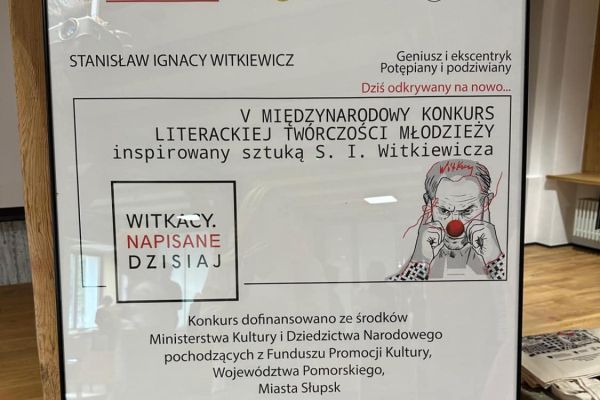 STANISŁAW IGNACY WITKIEWICZ
Geniusz i ekscentryk
Potępiany i podziwiany
Dziś odkrywany na nowo...
V MIĘDZYNARODOWY KONKURS
LITERACKIEJ TWÓRCZOŚCI MŁODZIEŻY
inspirowany sztuką S. I. Witkiewicza
Witkacy
WITKACY.
NAPISANE
DZISIAJ
Konkurs dofinansowano ze środków
Ministerstwa Kultury i Dziedzictwa Narodowego
pochodzących z Funduszu Promocji Kultury,
Województwa Pomorskiego,
Miasta Słupsk